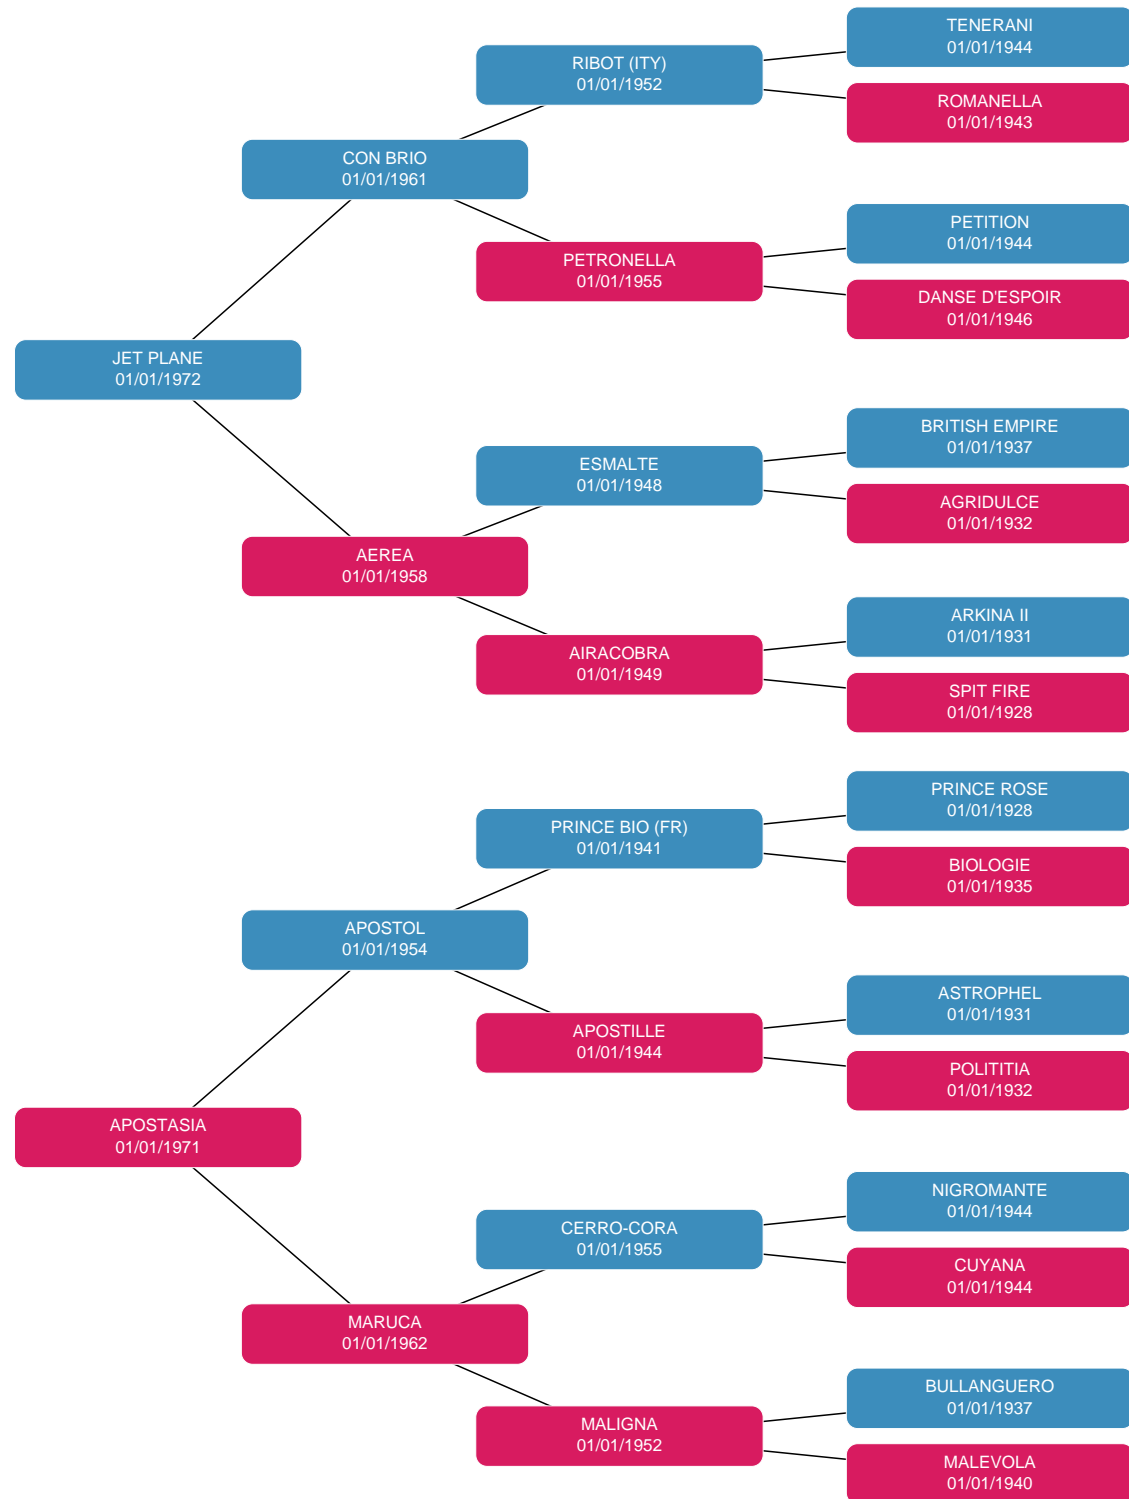 TENERANI
01/01/1944
RIBOT (ITY)
01/01/1952
ROMANELLA
01/01/1943
CON BRIO
01/01/1961
PETITION
01/01/1944
PETRONELLA
01/01/1955
DANSE D'ESPOIR
01/01/1946
JET PLANE
01/01/1972
BRITISH EMPIRE
01/01/1937
ESMALTE
01/01/1948
AGRIDULCE
01/01/1932
AEREA
01/01/1958
ARKINA II
01/01/1931
AIRACOBRA
01/01/1949
SPIT FIRE
01/01/1928
PRINCE ROSE
01/01/1928
PRINCE BIO (FR)
01/01/1941
BIOLOGIE
01/01/1935
APOSTOL
01/01/1954
ASTROPHEL
01/01/1931
APOSTILLE
01/01/1944
POLITITIA
01/01/1932
APOSTASIA
01/01/1971
NIGROMANTE
01/01/1944
CERRO-CORA
01/01/1955
CUYANA
01/01/1944
MARUCA
01/01/1962
BULLANGUERO
01/01/1937
MALIGNA
01/01/1952
MALEVOLA
01/01/1940